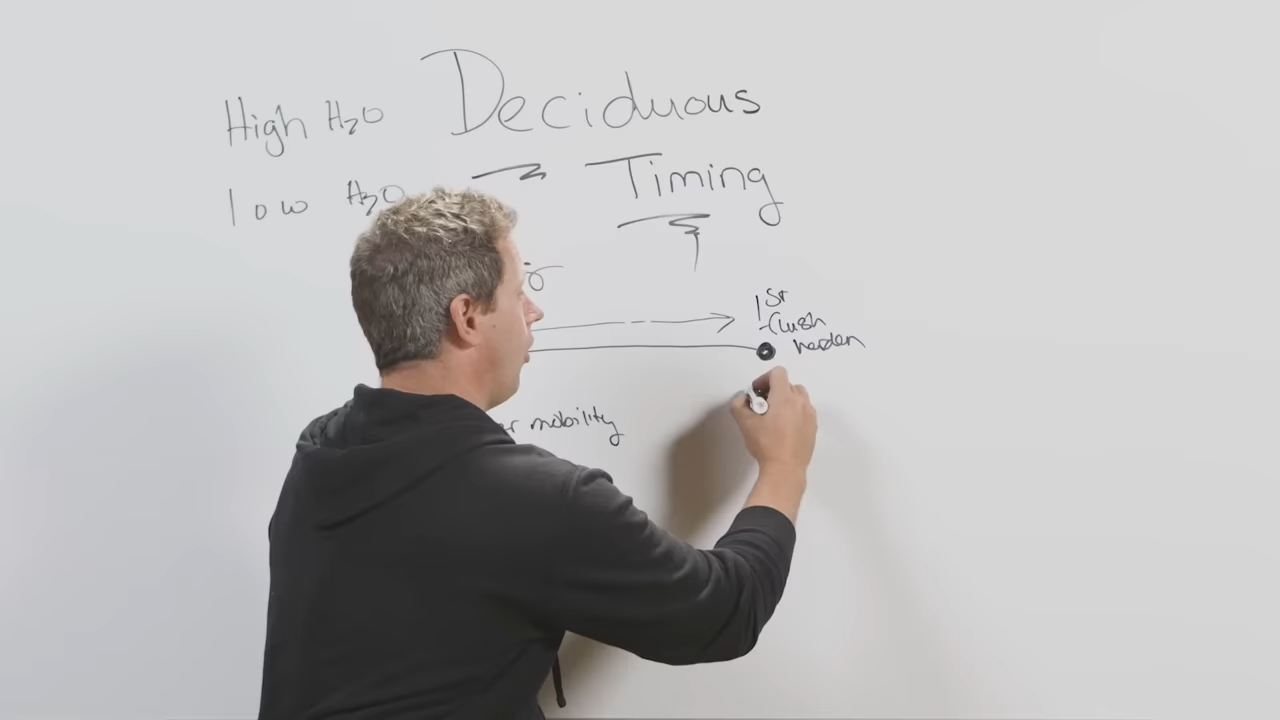 High H2O
Deciduous
low H2O
Timing
1st
flush
harden
mobility